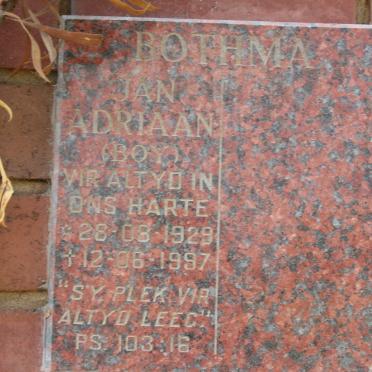 BOTHMA
JAN
ADRIAAN
(BOY)
VIR ALTYD IN
ONS HARTE
* 28·08·1929
† 12·06·1997
"SY PLEK VIR
ALTYD LEEG."
PS. 103:16